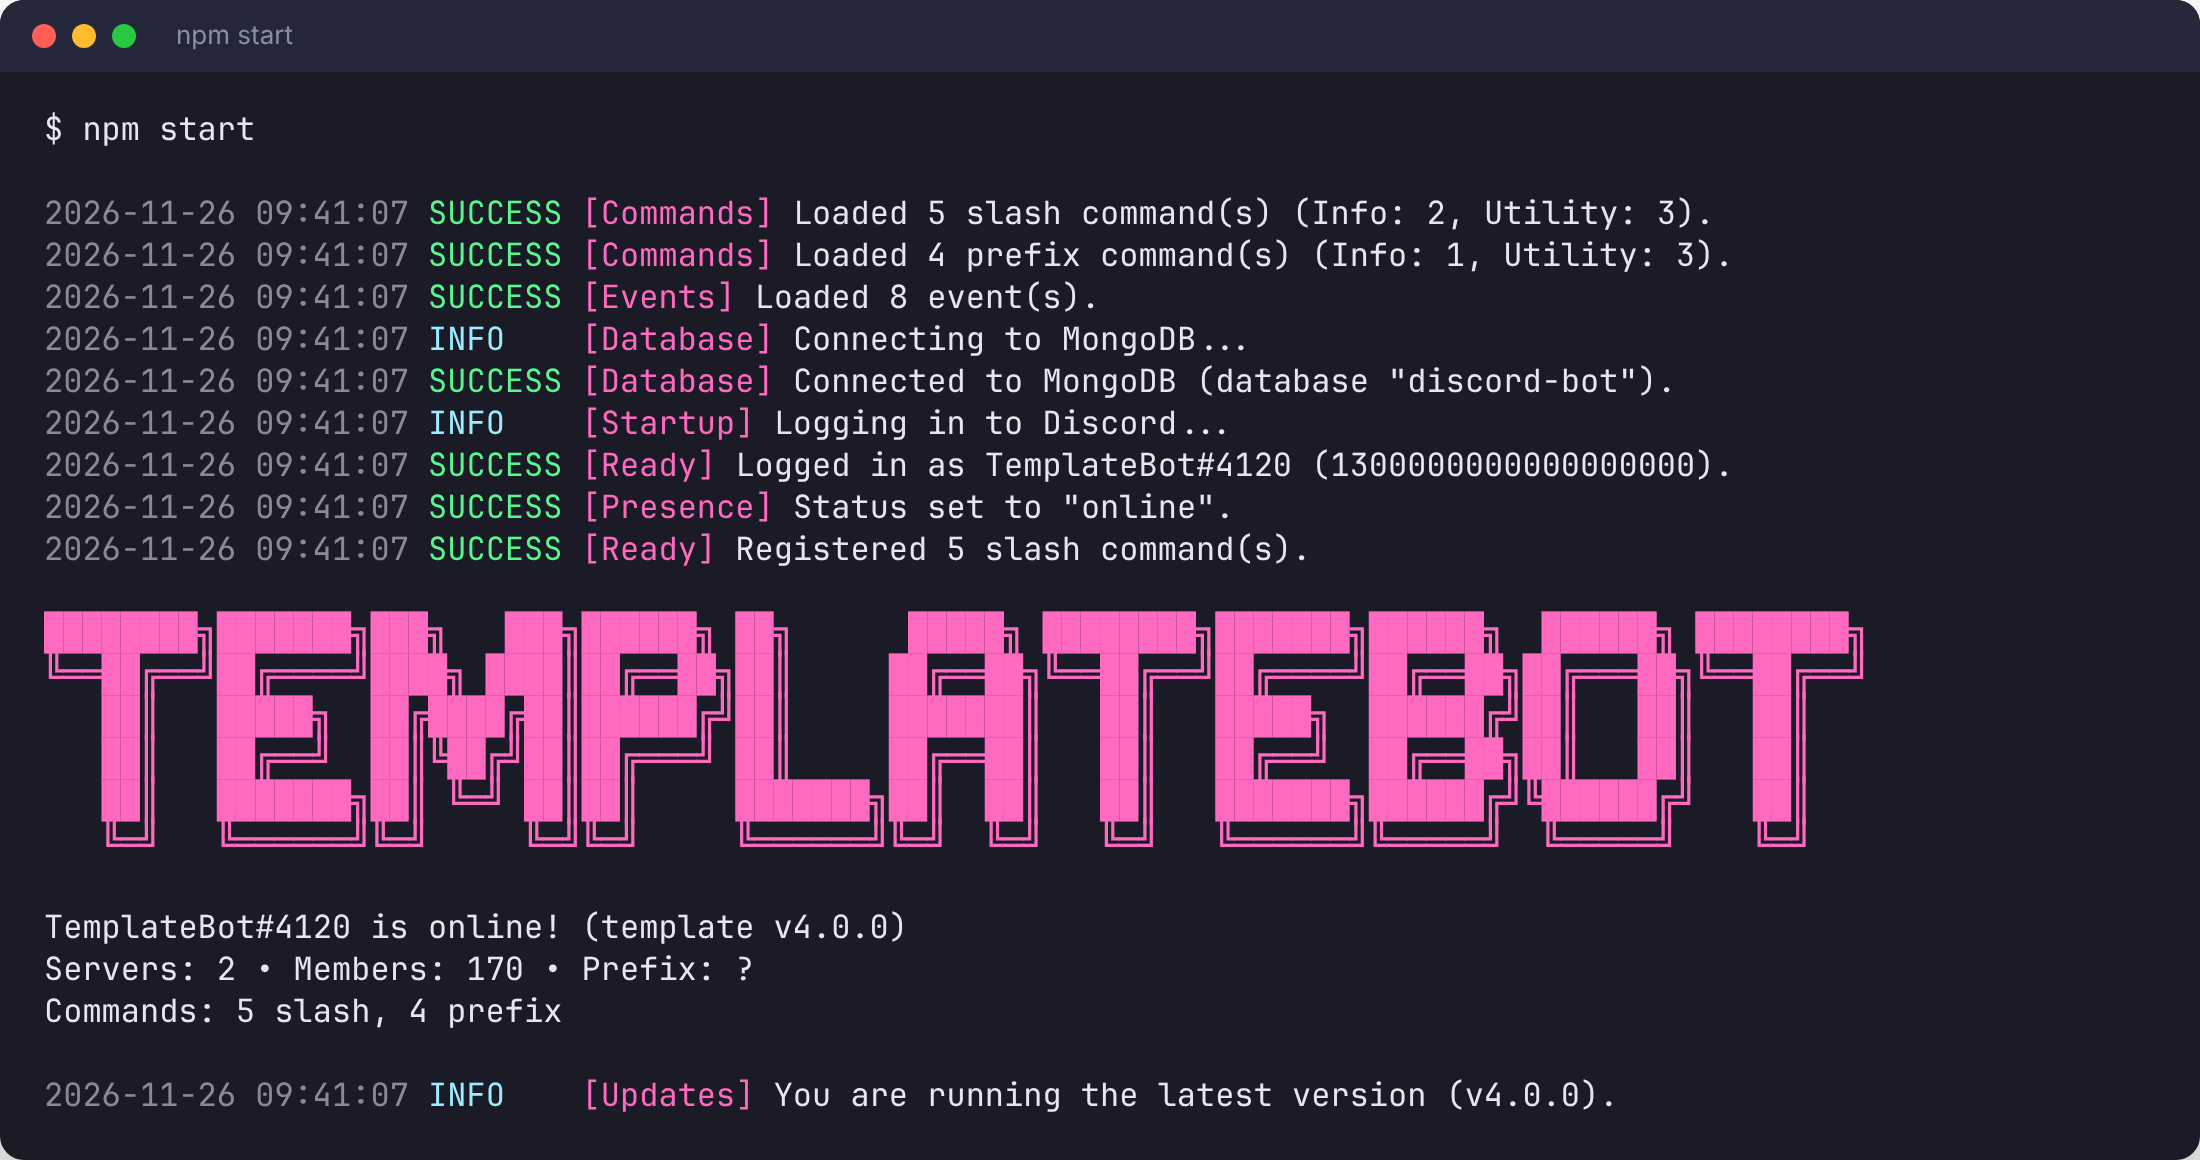 npm start
$ npm start
2026-11-26 09:41:07 SUCCESS [Commands] Loaded 5 slash command(s) (Info: 2, Utility: 3).
2026-11-26 09:41:07 SUCCESS [Commands] Loaded 4 prefix command(s) (Info: 1, Utility: 3).
2026-11-26 09:41:07 SUCCESS [Events] Loaded 8 event(s).
2026-11-26 09:41:07 INFO [Database] Connecting to MongoDB...
2026-11-26 09:41:07 SUCCESS [Database] Connected to MongoDB (database "discord-bot").
2026-11-26 09:41:07 INFO [Startup] Logging in to Discord...
2026-11-26 09:41:07 SUCCESS [Ready] Logged in as TemplateBot#4120 (1300000000000000000).
2026-11-26 09:41:07 SUCCESS [Presence] Status set to "online".
2026-11-26 09:41:07 SUCCESS [Ready] Registered 5 slash command(s).
TEMPLATEBOT
TemplateBot#4120 is online! (template v4.0.0)
Servers: 2 • Members: 170 • Prefix: ?
Commands: 5 slash, 4 prefix
2026-11-26 09:41:07 INFO [Updates] You are running the latest version (v4.0.0).